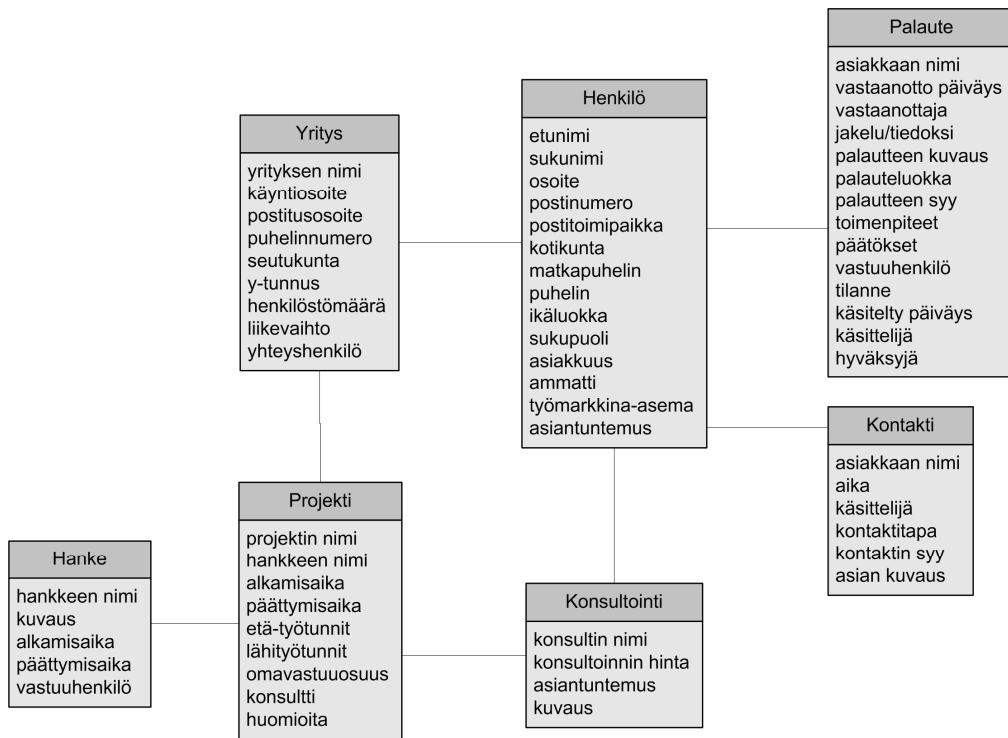 Palaute
asiakkaan nimi
vastaanotto päiväys
vastaanottaja
jakelu/tiedoksi
palautteen kuvaus
palauteluokka
palautteen syy
toimenpiteet
päätökset
vastuuhenkilö
tilanne
käsitelty päiväys
käsittelijä
hyväksyjä
Henkilö
etunimi
sukunimi
osoite
postinumero
postitoimipaikka
kotikunta
matkapuhelin
puhelin
ikäluokka
sukupuoli
asiakkuus
ammatti
työmarkkina-asema
asiantuntemus
Yritys
yrityksen nimi
käyntiosoite
postitusosoite
puhelinnumero
seutukunta
y-tunnus
henkilöstömäärä
liikevaihto
yhteyshenkilö
Kontakti
asiakkaan nimi
aika
käsittelijä
kontaktitapa
kontaktin syy
asian kuvaus
Projekti
projektin nimi
hankkeen nimi
alkamisaika
päättymisaika
etä-työtunnit
lähityötunnit
omavastuuosuus
konsultti
huomioita
Hanke
hankkeen nimi
kuvaus
alkamisaika
päättymisaika
vastuuhenkilö
Konsultointi
konsultin nimi
konsultoinnin hinta
asiantuntemus
kuvaus